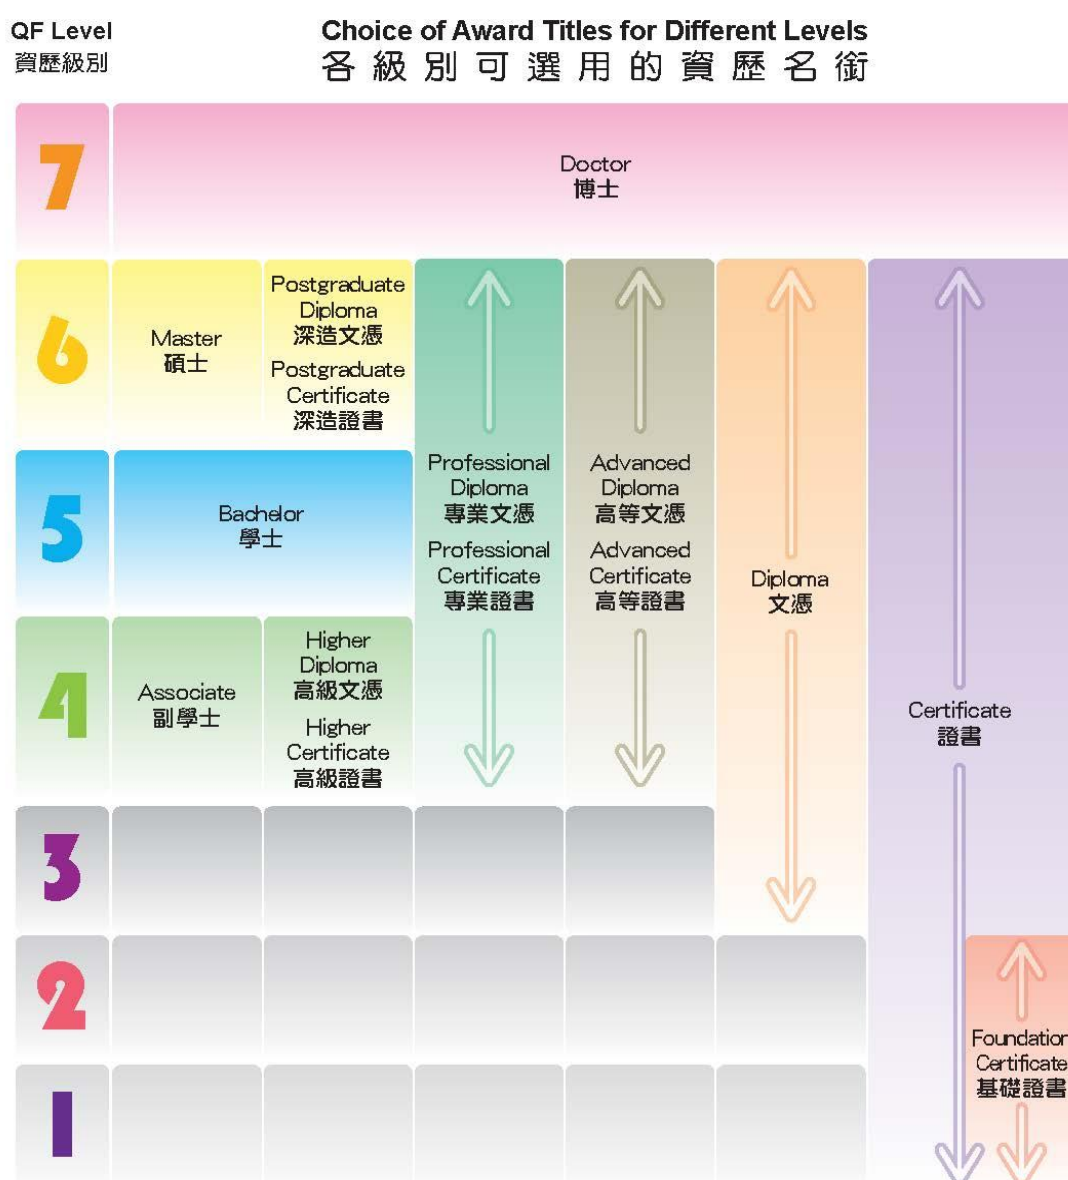 QF Level
資歷級別
Choice of Award Titles for Different Levels
各級別可選用的資歷名銜
7
Doctor
博士
6
Master
碩士
Postgraduate
Diploma
深造文憑
Postgraduate
Certificate
深造證書
5
Bachelor
學士
Professional
Diploma
專業文憑
Professional
Certificate
專業證書
Advanced
Diploma
高等文憑
Advanced
Certificate
高等證書
Diploma
文憑
4
Associate
副學士
Higher
Diploma
高級文憑
Higher
Certificate
高級證書
Certificate
證書
3
2
Foundation
Certificate
基礎證書
1